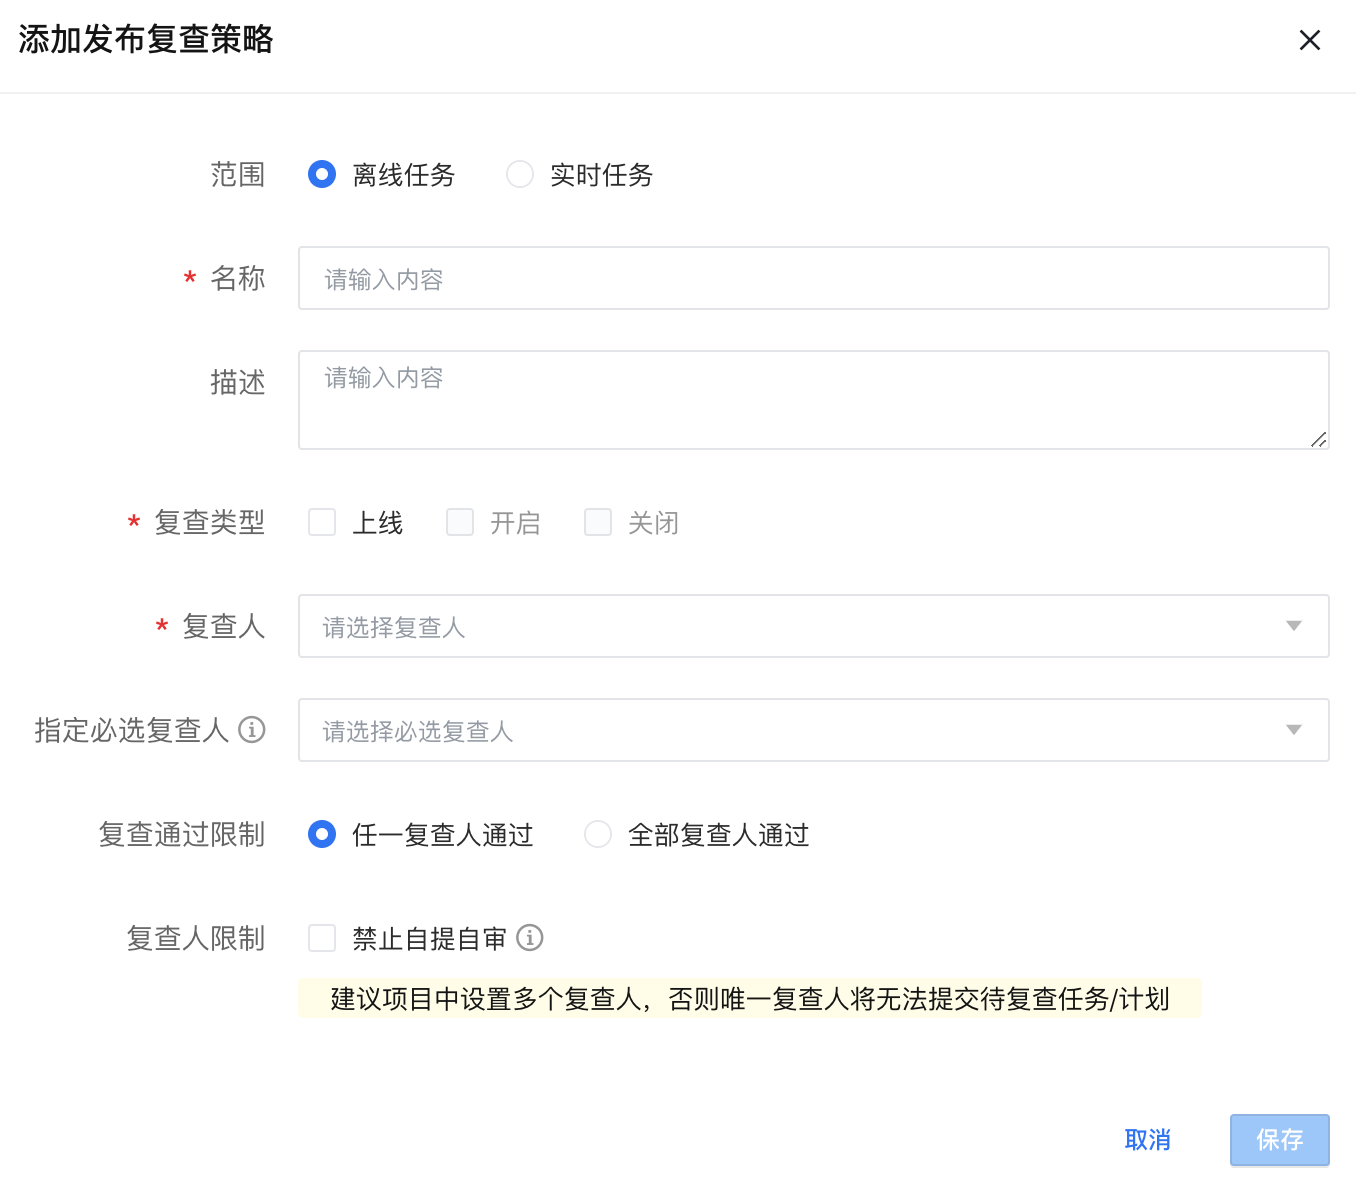 添加发布复查策略
范围 离线任务 实时任务
* 名称 请输入内容
描述 请输入内容
* 复查类型 上线 开启 关闭
* 复查人 请选择复查人
指定必选复查人 请选择必选复查人
复查通过限制 任一复查人通过 全部复查人通过
复查人限制 禁止自提自审
建议项目中设置多个复查人，否则唯一复查人将无法提交待复查任务/计划
取消 保存